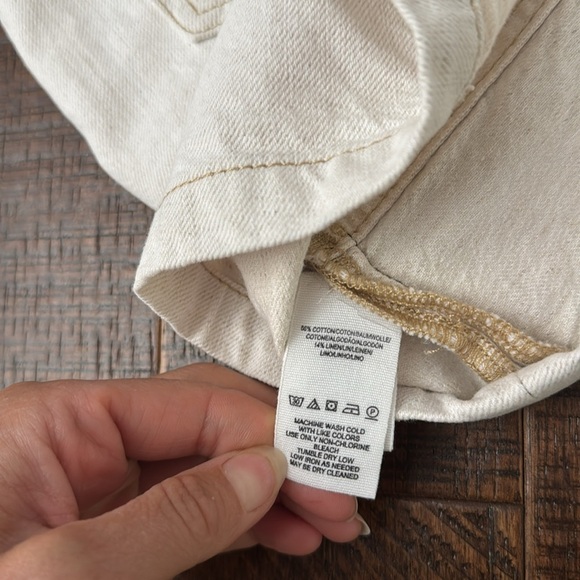 86% COTTON/COTON/BAUMWOLLE/
COTONE/ALGODÃO/ALGODÓN
14% LINEN/LIN/LEINEN/
LINO/LINHO/LINO
MACHINE WASH COLD
WITH LIKE COLORS
USE ONLY NON-CHLORINE
BLEACH
TUMBLE DRY LOW
LOW IRON AS NEEDED
MAY BE DRY CLEANED